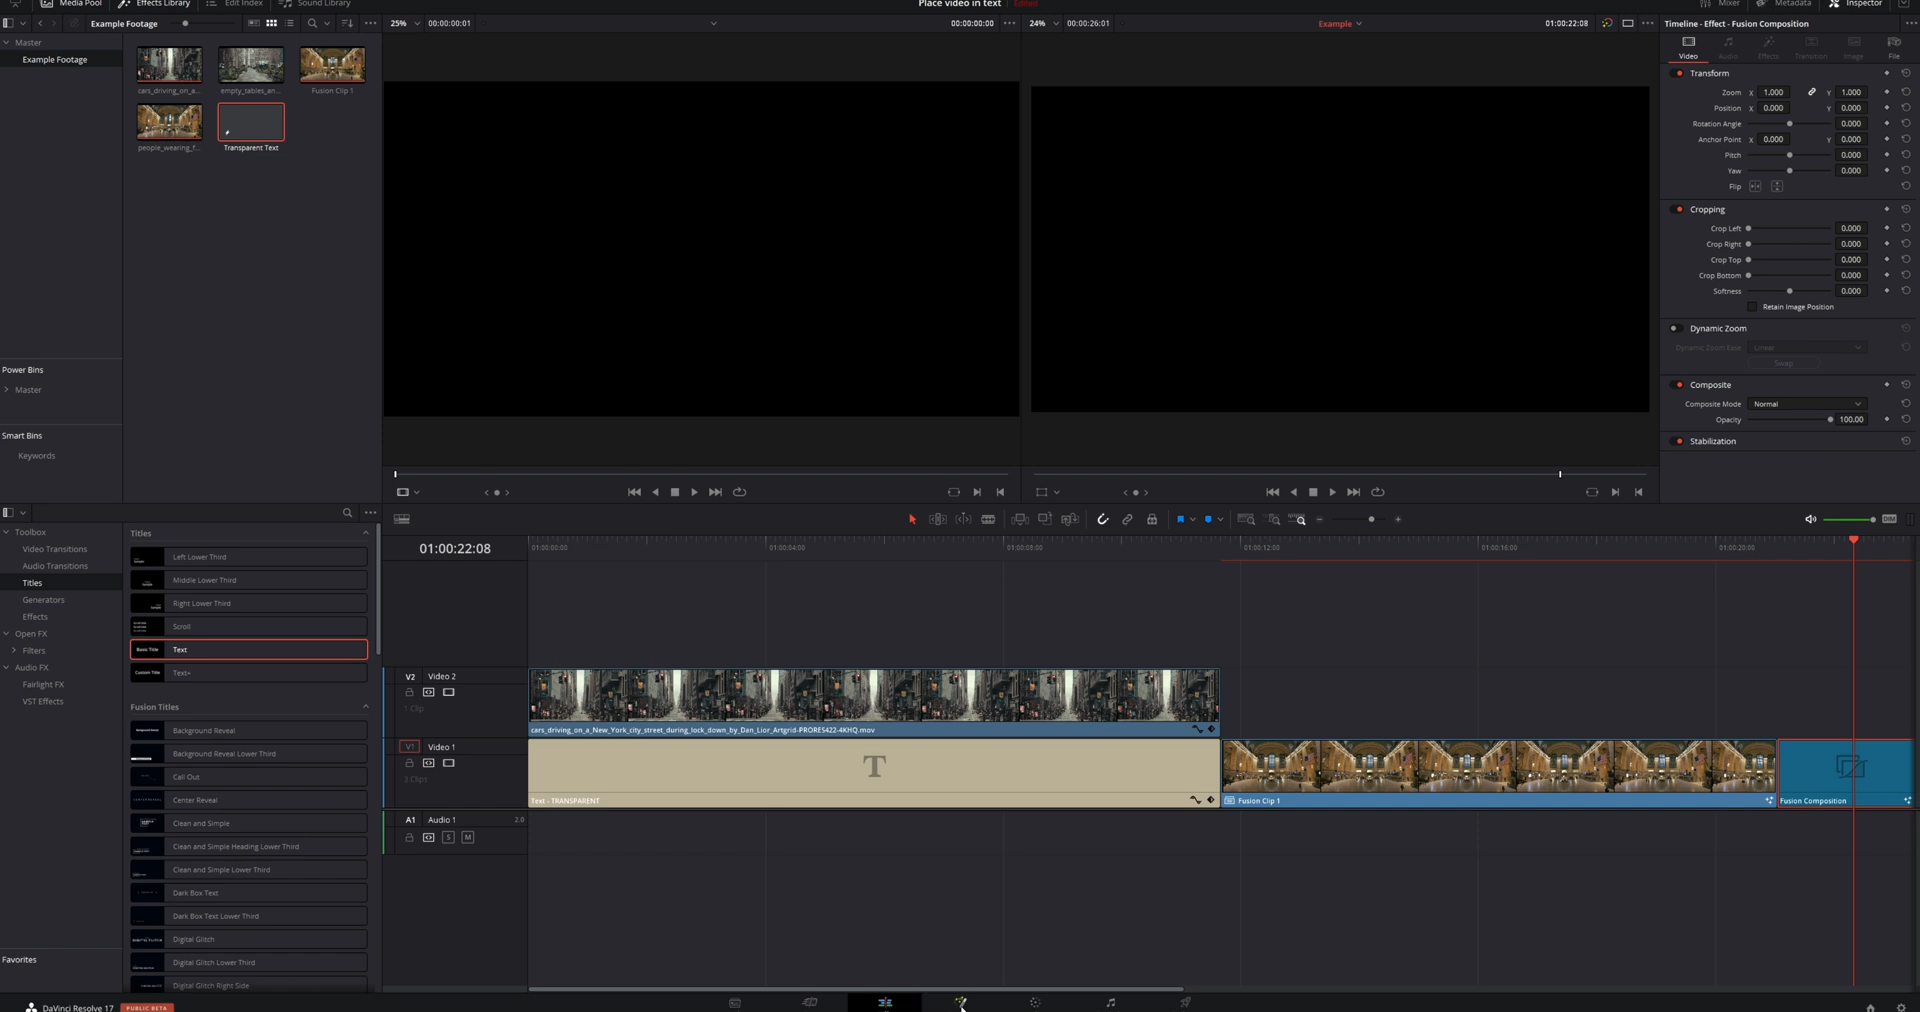 Media Pool
Effects Library
Edit Index
Sound Library
Place video in text
Edited
Mixer
Metadata
Inspector
Example Footage
25%
00:00:00:01
00:00:00:00
24%
00:00:26:01
Example
01:00:22:08
Timeline - Effect - Fusion Composition
Master
Example Footage
cars_driving_on_a...
empty_tables_an...
Fusion Clip 1
people_wearing_f...
Transparent Text
Power Bins
Master
Smart Bins
Keywords
Video
Audio
Effects
Transition
Image
File
Transform
Zoom X 1.000 Y 1.000
Position X 0.000 Y 0.000
Rotation Angle 0.000
Anchor Point X 0.000 Y 0.000
Pitch 0.000
Yaw 0.000
Flip
Cropping
Crop Left 0.000
Crop Right 0.000
Crop Top 0.000
Crop Bottom 0.000
Softness 0.000
Retain Image Position
Dynamic Zoom
Dynamic Zoom Ease Linear
Swap
Composite
Composite Mode Normal
Opacity 100.00
Stabilization
Toolbox
Video Transitions
Audio Transitions
Titles
Generators
Effects
Open FX
Filters
Audio FX
Fairlight FX
VST Effects
Favorites
Titles
Left Lower Third
Middle Lower Third
Right Lower Third
Scroll
Basic Title Text
Custom Title Text+
Fusion Titles
Background Reveal
Background Reveal Lower Third
Call Out
Center Reveal
Clean and Simple
Clean and Simple Heading Lower Third
Clean and Simple Lower Third
Dark Box Text
Dark Box Text Lower Third
Digital Glitch
Digital Glitch Lower Third
Digital Glitch Right Side
DIM
01:00:22:08
01:00:00:00
01:00:04:00
01:00:08:00
01:00:12:00
01:00:16:00
01:00:20:00
V2 Video 2
1 Clip
cars_driving_on_a_New_York_city_street_during_lock_down_by_Dan_Lior_Artgrid-PRORES422-4KHQ.mov
V1 Video 1
3 Clips
T
Text - TRANSPARENT
Fusion Clip 1
Fusion Composition
A1 Audio 1 2.0
S M
DaVinci Resolve 17
PUBLIC BETA